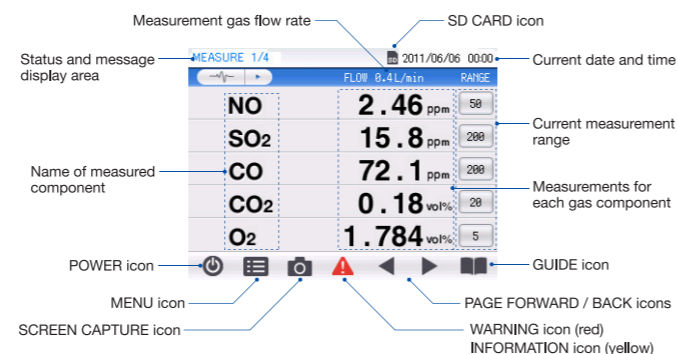 Measurement gas flow rate
SD CARD icon
Status and message
display area
MEASURE 1/4
SD 2011/06/06 00:00
Current date and time
FLOW 0.4L/min RANGE
NO 2.46 ppm 50
SO2 15.8 ppm 200
Current measurement
range
CO 72.1 ppm 200
Name of measured
component
CO2 0.18 vol% 20
Measurements for
each gas component
O2 1.784 vol% 5
POWER icon
GUIDE icon
MENU icon
PAGE FORWARD / BACK icons
SCREEN CAPTURE icon
WARNING icon (red)
INFORMATION icon (yellow)